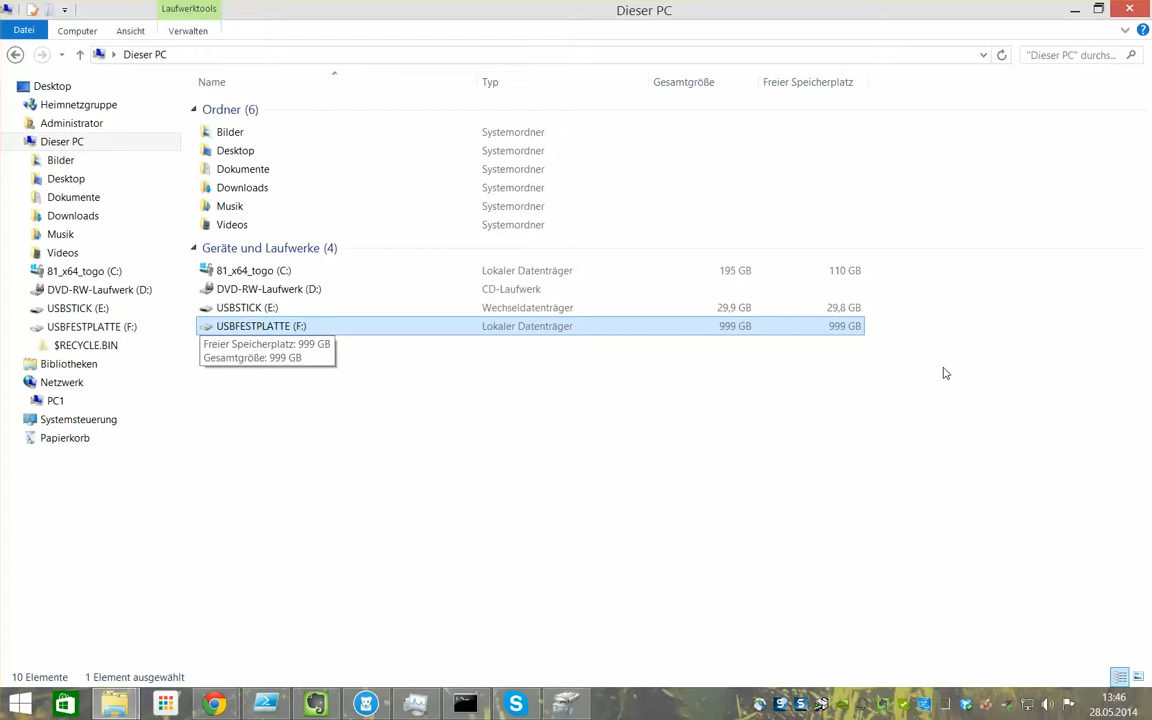 Laufwerktools
Dieser PC
Datei Computer Ansicht Verwalten
Dieser PC
"Dieser PC" durchs...
Name Typ Gesamtgröße Freier Speicherplatz
Desktop
Heimnetzgruppe
Administrator
Dieser PC
Bilder
Desktop
Dokumente
Downloads
Musik
Videos
81_x64_togo (C:)
DVD-RW-Laufwerk (D:)
USBSTICK (E:)
USBFESTPLATTE (F:)
$RECYCLE.BIN
Bibliotheken
Netzwerk
PC1
Systemsteuerung
Papierkorb
Ordner (6)
Bilder Systemordner
Desktop Systemordner
Dokumente Systemordner
Downloads Systemordner
Musik Systemordner
Videos Systemordner
Geräte und Laufwerke (4)
81_x64_togo (C:) Lokaler Datenträger 195 GB 110 GB
DVD-RW-Laufwerk (D:) CD-Laufwerk
USBSTICK (E:) Wechseldatenträger 29,9 GB 29,8 GB
USBFESTPLATTE (F:) Lokaler Datenträger 999 GB 999 GB
Freier Speicherplatz: 999 GB
Gesamtgröße: 999 GB
10 Elemente 1 Element ausgewählt
13:46
28.05.2014